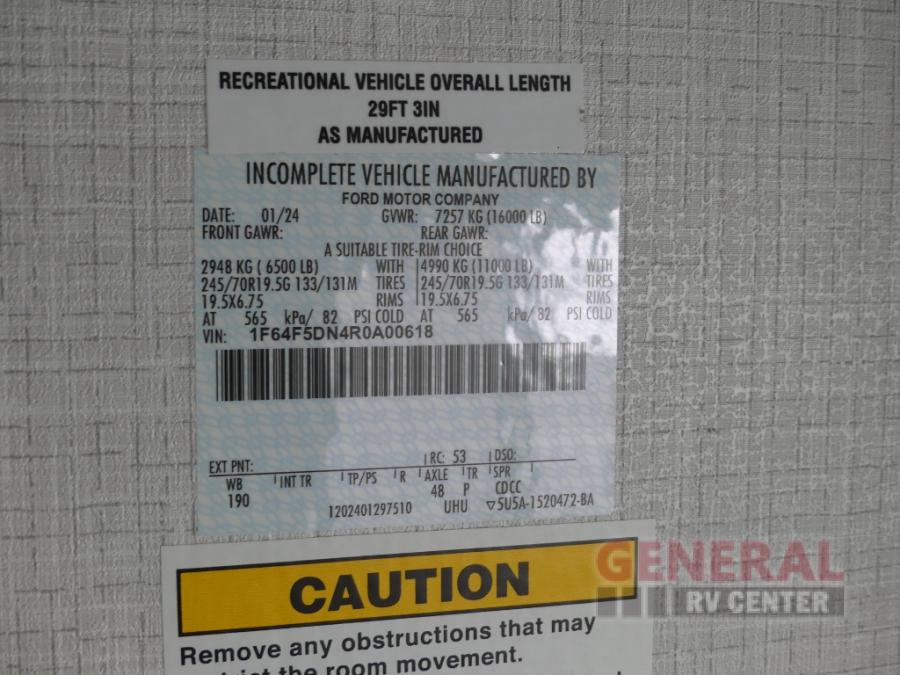 RECREATIONAL VEHICLE OVERALL LENGTH
29FT 3IN
AS MANUFACTURED
INCOMPLETE VEHICLE MANUFACTURED BY
FORD MOTOR COMPANY
DATE: 01/24 GVWR: 7257 KG (16000 LB)
FRONT GAWR: REAR GAWR:
A SUITABLE TIRE-RIM CHOICE
2948 KG ( 6500 LB) WITH 4990 KG (11000 LB) WITH
245/70R19.5G 133/131M TIRES 245/70R19.5G 133/131M TIRES
19.5X6.75 RIMS 19.5X6.75 RIMS
AT 565 kPa/ 82 PSI COLD AT 565 kPa/ 82 PSI COLD
VIN: 1F64F5DN4R0A00618
EXT PNT: RC: 53 DSO:
WB INT TR TP/PS R AXLE TR SPR
190 48 P CDCC
1202401297510 UHU ▽5U5A-1520472-BA
CAUTION
Remove any obstructions that may
the room movement.
GENERAL
RV CENTER